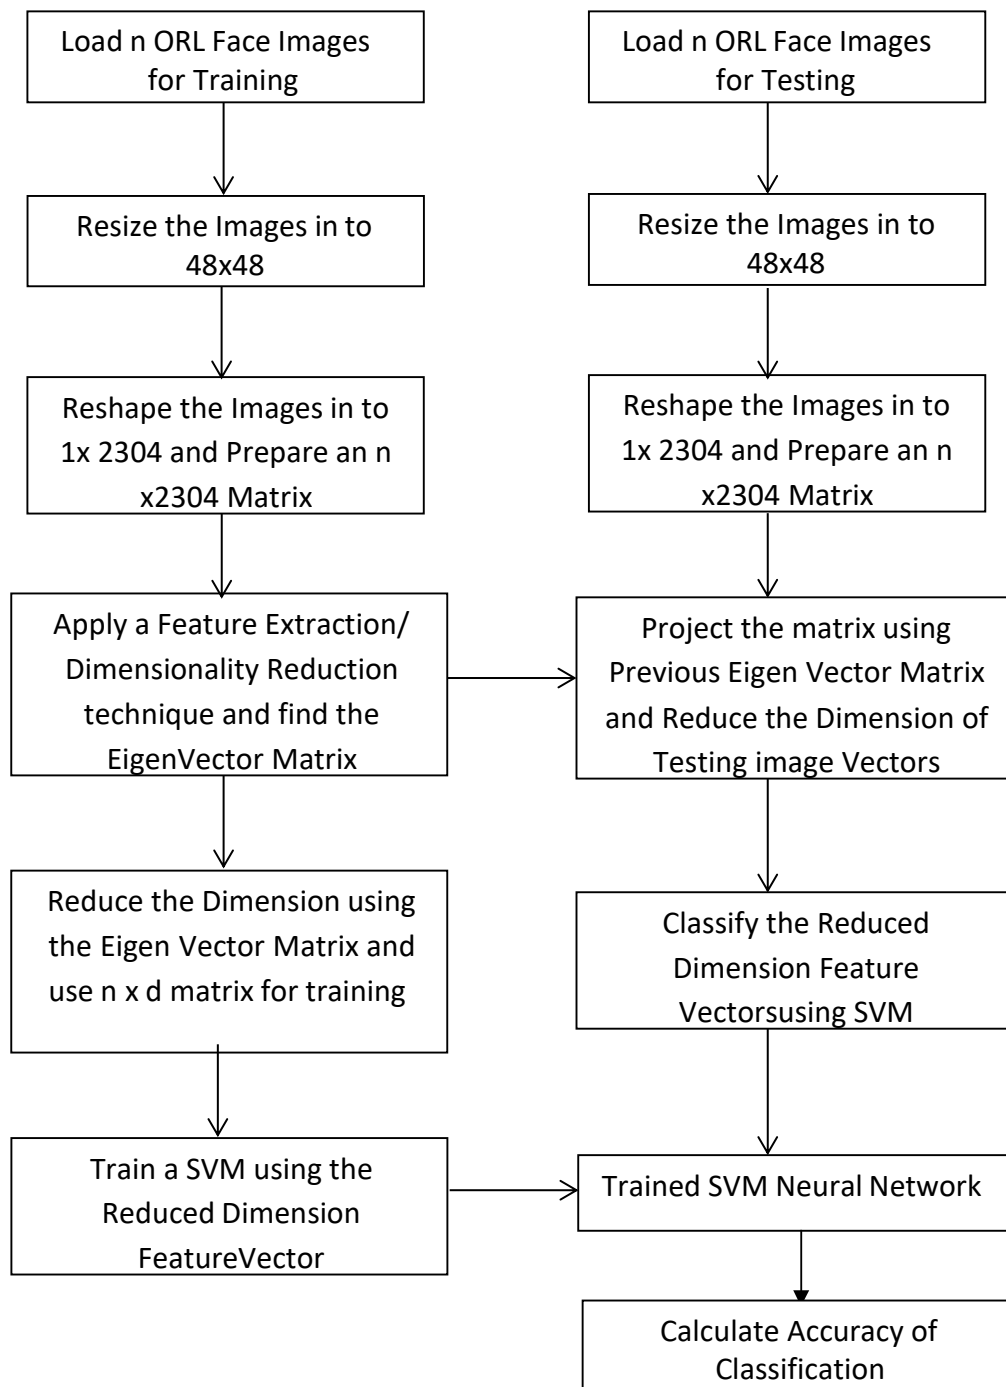 Load n ORL Face Images
for Training
Resize the Images in to
48x48
Reshape the Images in to
1x 2304 and Prepare an n
x2304 Matrix
Apply a Feature Extraction/
Dimensionality Reduction
technique and find the
EigenVector Matrix
Reduce the Dimension using
the Eigen Vector Matrix and
use n x d matrix for training
Train a SVM using the
Reduced Dimension
FeatureVector
Load n ORL Face Images
for Testing
Resize the Images in to
48x48
Reshape the Images in to
1x 2304 and Prepare an n
x2304 Matrix
Project the matrix using
Previous Eigen Vector Matrix
and Reduce the Dimension of
Testing image Vectors
Classify the Reduced
Dimension Feature
Vectorsusing SVM
Trained SVM Neural Network
Calculate Accuracy of
Classification